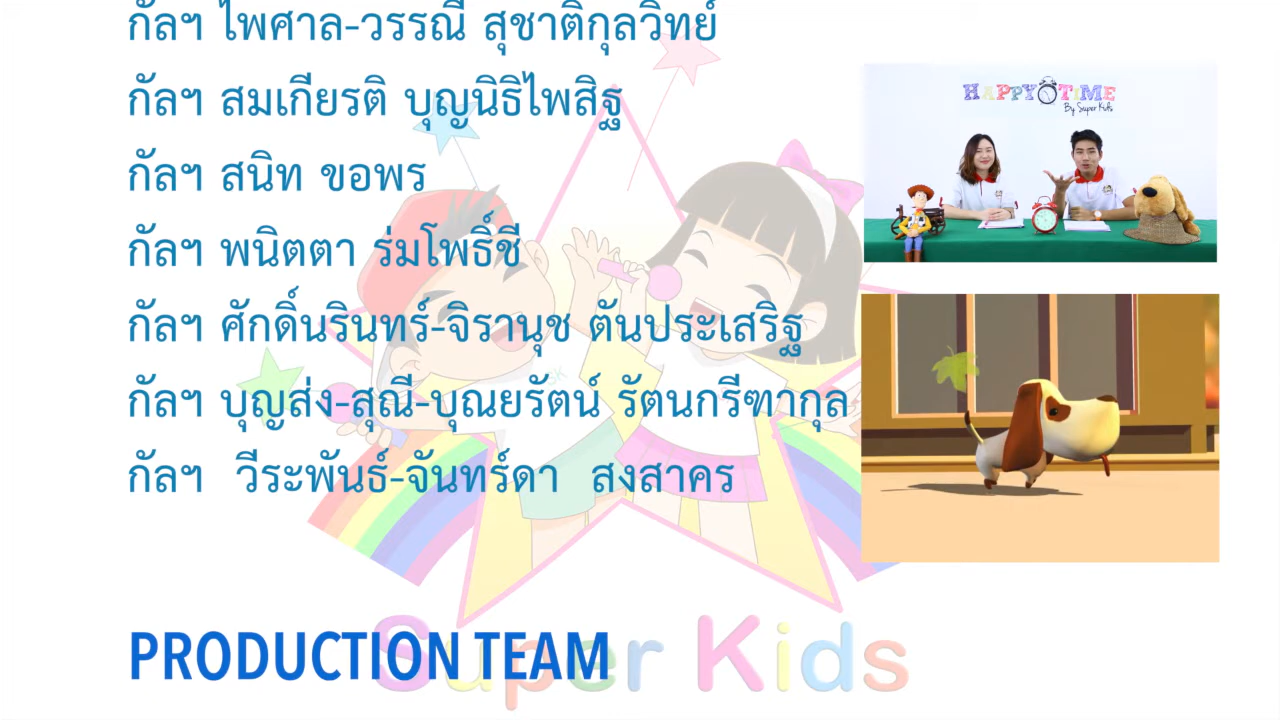 กัลฯ ไพศาล-วรรณี สุชาติกุลวิทย์
กัลฯ สมเกียรติ บุญนิธิไพสิฐ
กัลฯ สนิท ขอพร
กัลฯ พนิตตา ร่มโพธิ์ชี
กัลฯ ศักดิ์นรินทร์-จิรานุช ตันประเสริฐ
กัลฯ บุญส่ง-สุณี-บุณยรัตน์ รัตนกรีฑากุล
กัลฯ วีระพันธ์-จันทร์ดา สงสาคร
PRODUCTION TEAM
Super Kids
HAPPY TIME
By Super Kids